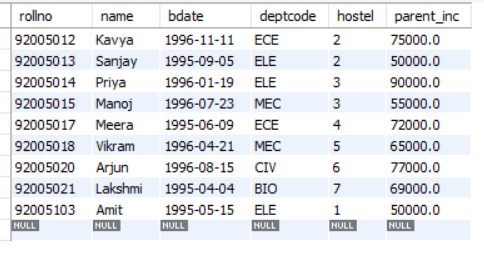 rollno name bdate deptcode hostel parent_inc
92005012 Kavya 1996-11-11 ECE 2 75000.0
92005013 Sanjay 1995-09-05 ELE 2 50000.0
92005014 Priya 1996-01-19 ELE 3 90000.0
92005015 Manoj 1996-07-23 MEC 3 55000.0
92005017 Meera 1995-06-09 ECE 4 72000.0
92005018 Vikram 1996-04-21 MEC 5 65000.0
92005020 Arjun 1996-08-15 CIV 6 77000.0
92005021 Lakshmi 1995-04-04 BIO 7 69000.0
92005103 Amit 1995-05-15 ELE 1 50000.0
NULL NULL NULL NULL NULL NULL